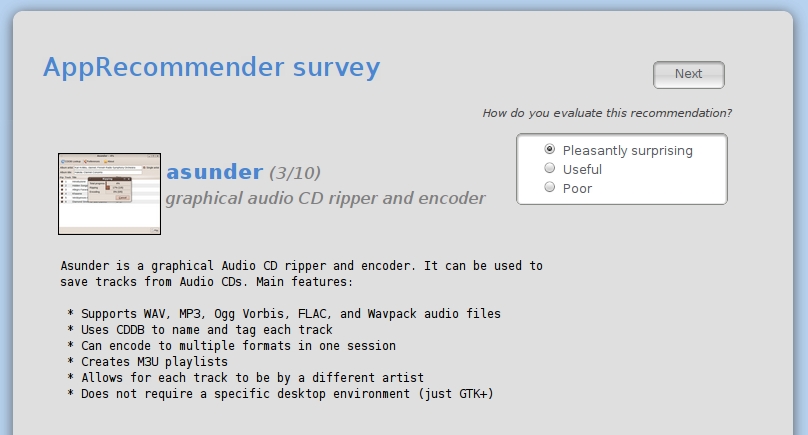 AppRecommender survey
Next
How do you evaluate this recommendation?
Pleasantly surprising
Useful
Poor
asunder (3/10)
graphical audio CD ripper and encoder
Asunder is a graphical Audio CD ripper and encoder. It can be used to
save tracks from Audio CDs. Main features:
* Supports WAV, MP3, Ogg Vorbis, FLAC, and Wavpack audio files
* Uses CDDB to name and tag each track
* Can encode to multiple formats in one session
* Creates M3U playlists
* Allows for each track to be by a different artist
* Does not require a specific desktop environment (just GTK+)